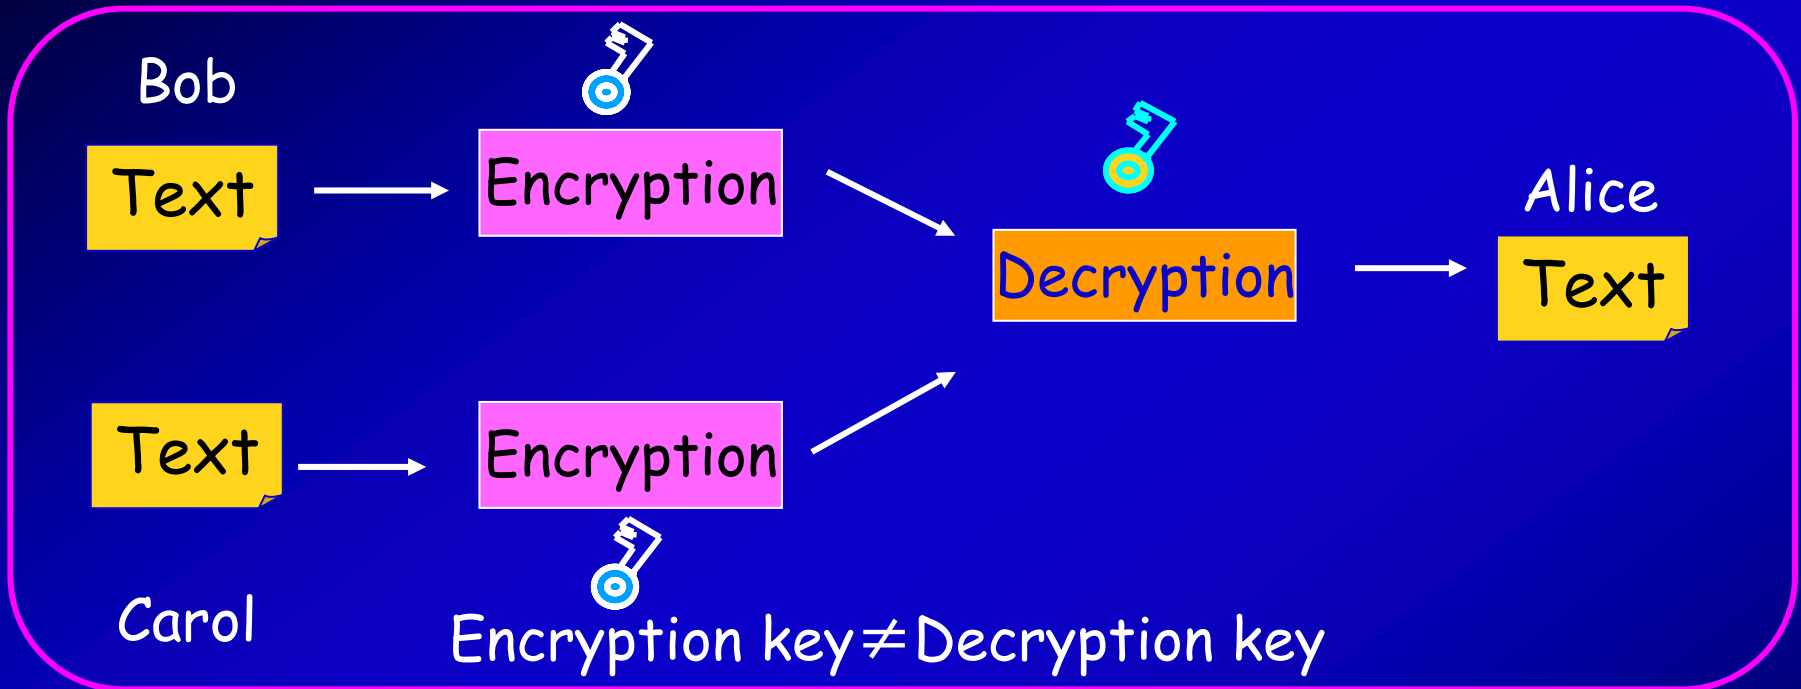 Bob
Text
Encryption
Decryption
Alice
Text
Text
Encryption
Carol
Encryption key≠Decryption key